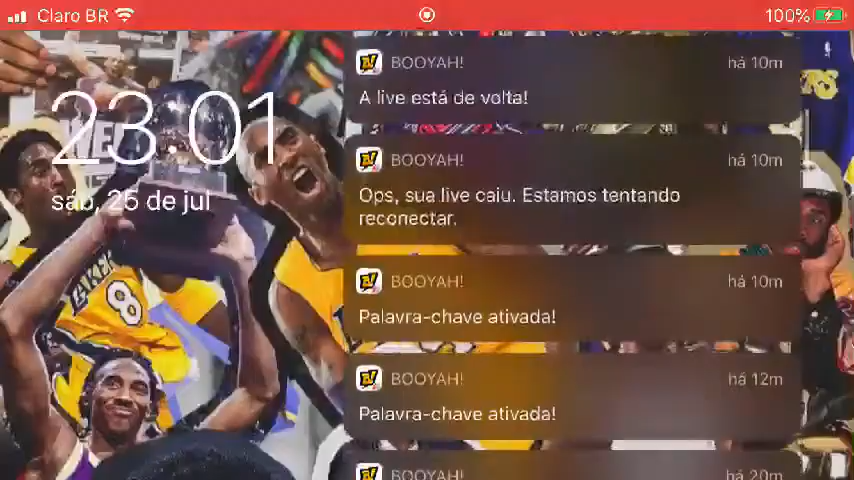 Claro BR
100%
23:01
sáb, 25 de jul
BOOYAH!
há 10m
A live está de volta!
BOOYAH!
há 10m
Ops, sua live caiu. Estamos tentando
reconectar.
BOOYAH!
há 10m
Palavra-chave ativada!
BOOYAH!
há 12m
Palavra-chave ativada!
BOOYAH!
há 20m
LAKERS
8